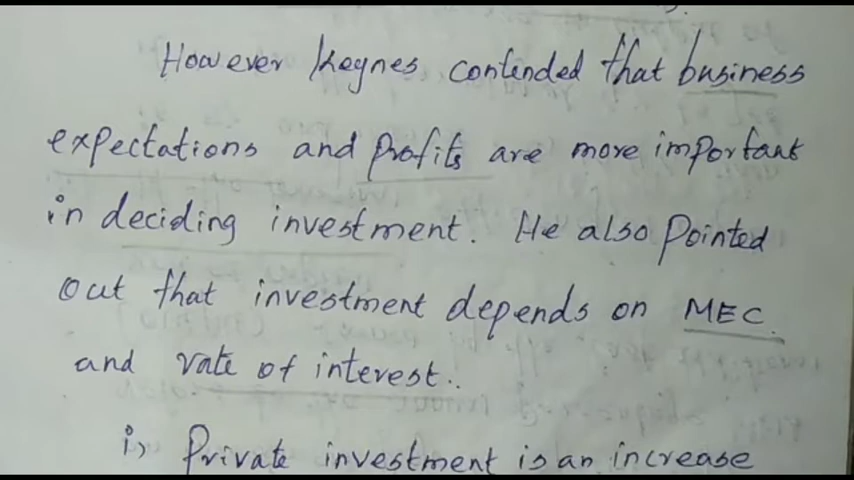 However Keynes contended that business
expectations and profits are more important
in deciding investment. He also pointed
out that investment depends on MEC.
and rate of interest.
i, Private investment is an increase